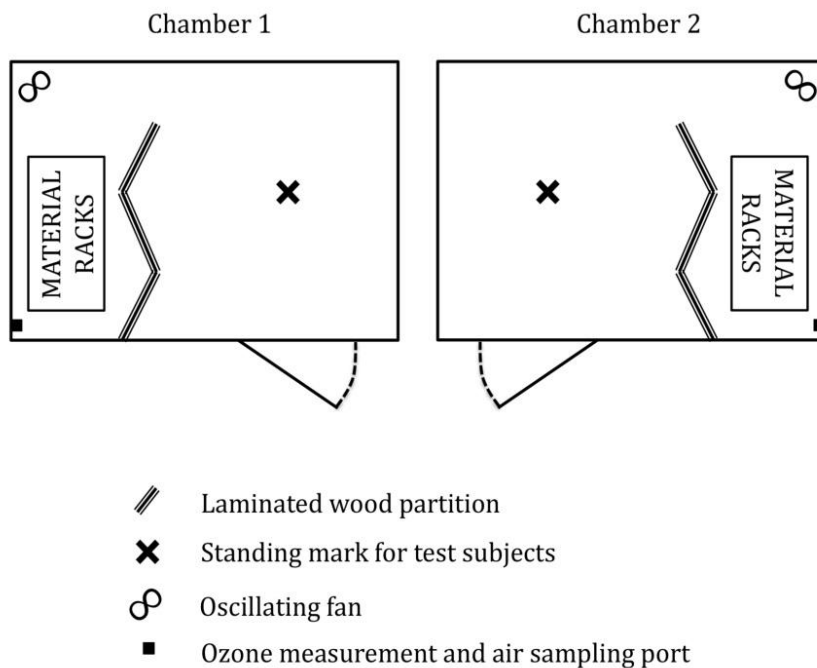 Chamber 1
Chamber 2
MATERIAL
RACKS
MATERIAL
RACKS
Laminated wood partition
Standing mark for test subjects
Oscillating fan
Ozone measurement and air sampling port